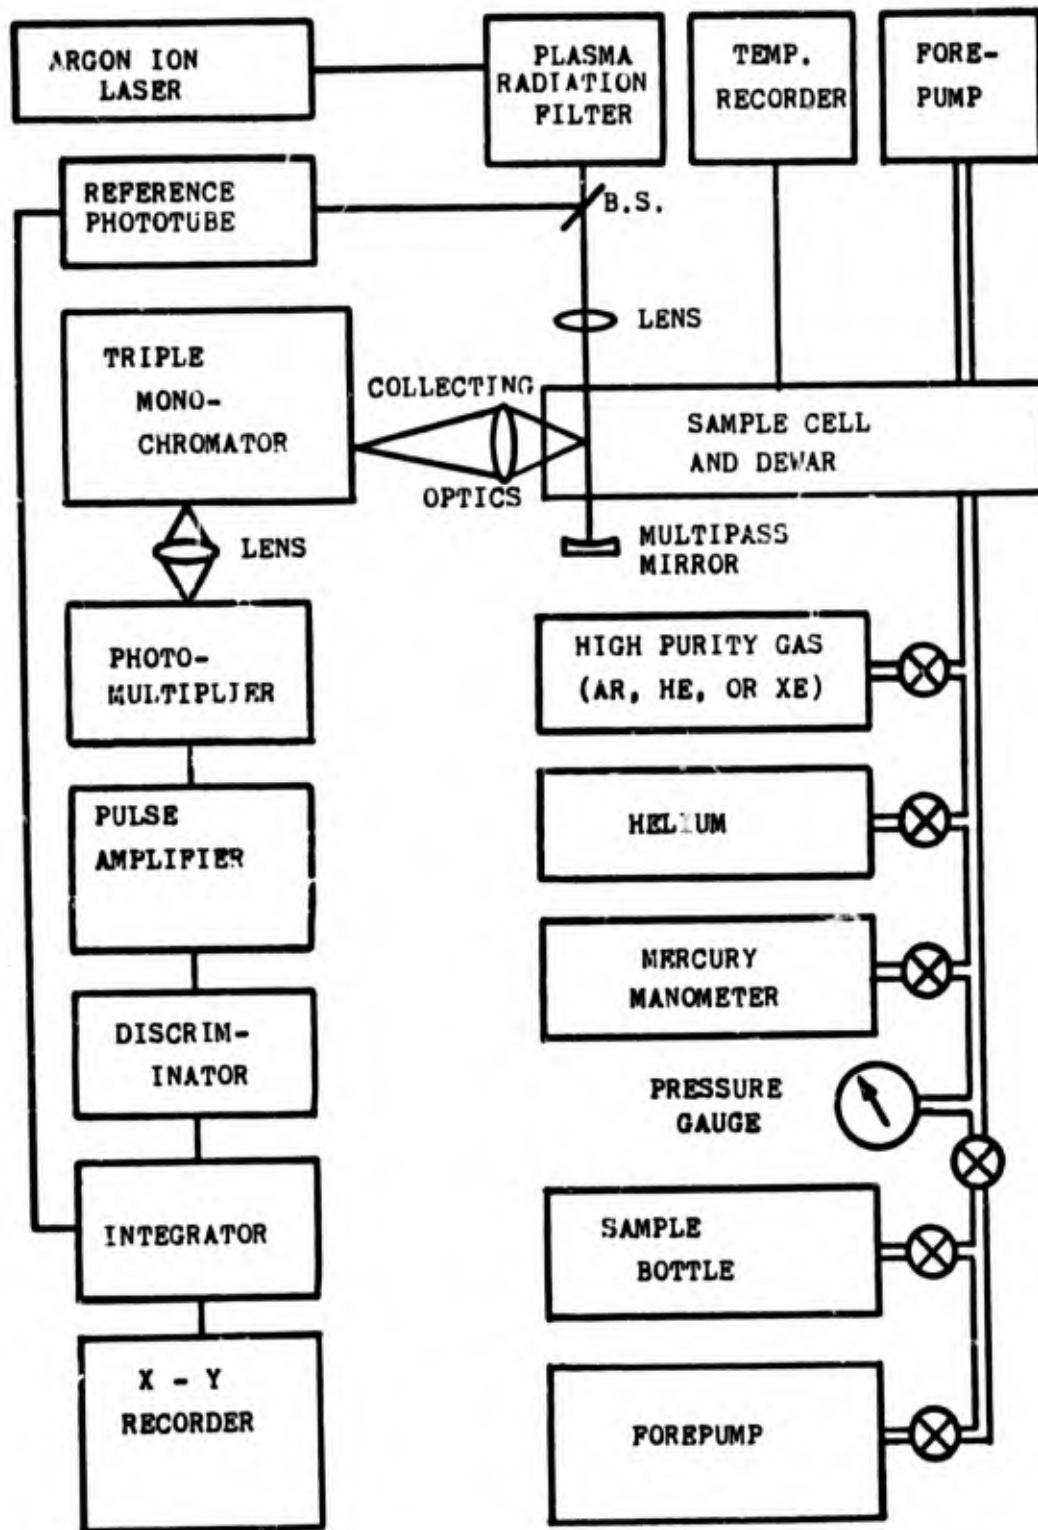 ARGON ION
LASER
PLASMA
RADIATION
FILTER
TEMP.
RECORDER
FORE-
PUMP
REFERENCE
PHOTOTUBE
B.S.
LENS
TRIPLE
MONO-
CHROMATOR
COLLECTING
OPTICS
SAMPLE CELL
AND DEWAR
LENS
MULTIPASS
MIRROR
PHOTO-
MULTIPLIER
HIGH PURITY GAS
(AR, HE, OR XE)
PULSE
AMPLIFIER
HELIUM
MERCURY
MANOMETER
DISCRIM-
INATOR
PRESSURE
GAUGE
INTEGRATOR
SAMPLE
BOTTLE
X - Y
RECORDER
FOREPUMP